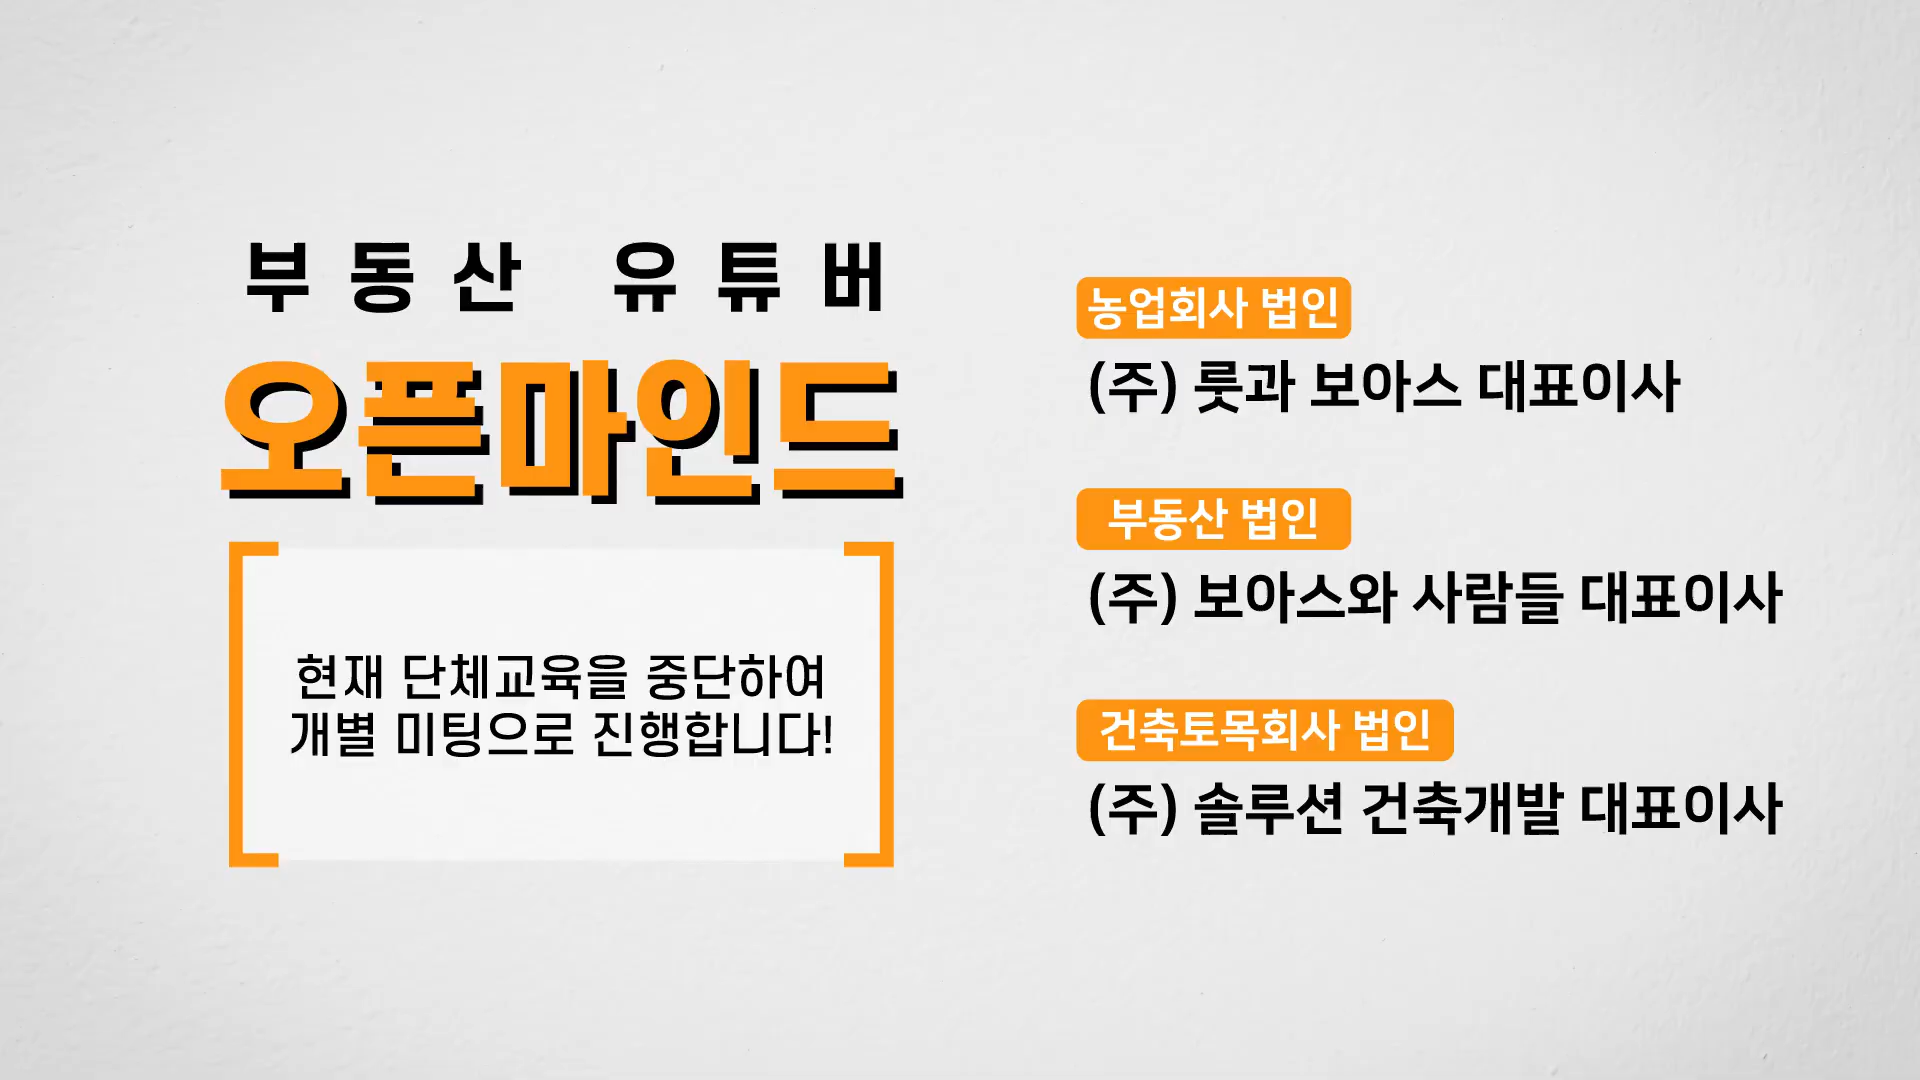 부동산 유튜버
오픈마인드
현재 단체교육을 중단하여
개별 미팅으로 진행합니다!
농업회사 법인
(주) 룻과 보아스 대표이사
부동산 법인
(주) 보아스와 사람들 대표이사
건축토목회사 법인
(주) 솔루션 건축개발 대표이사